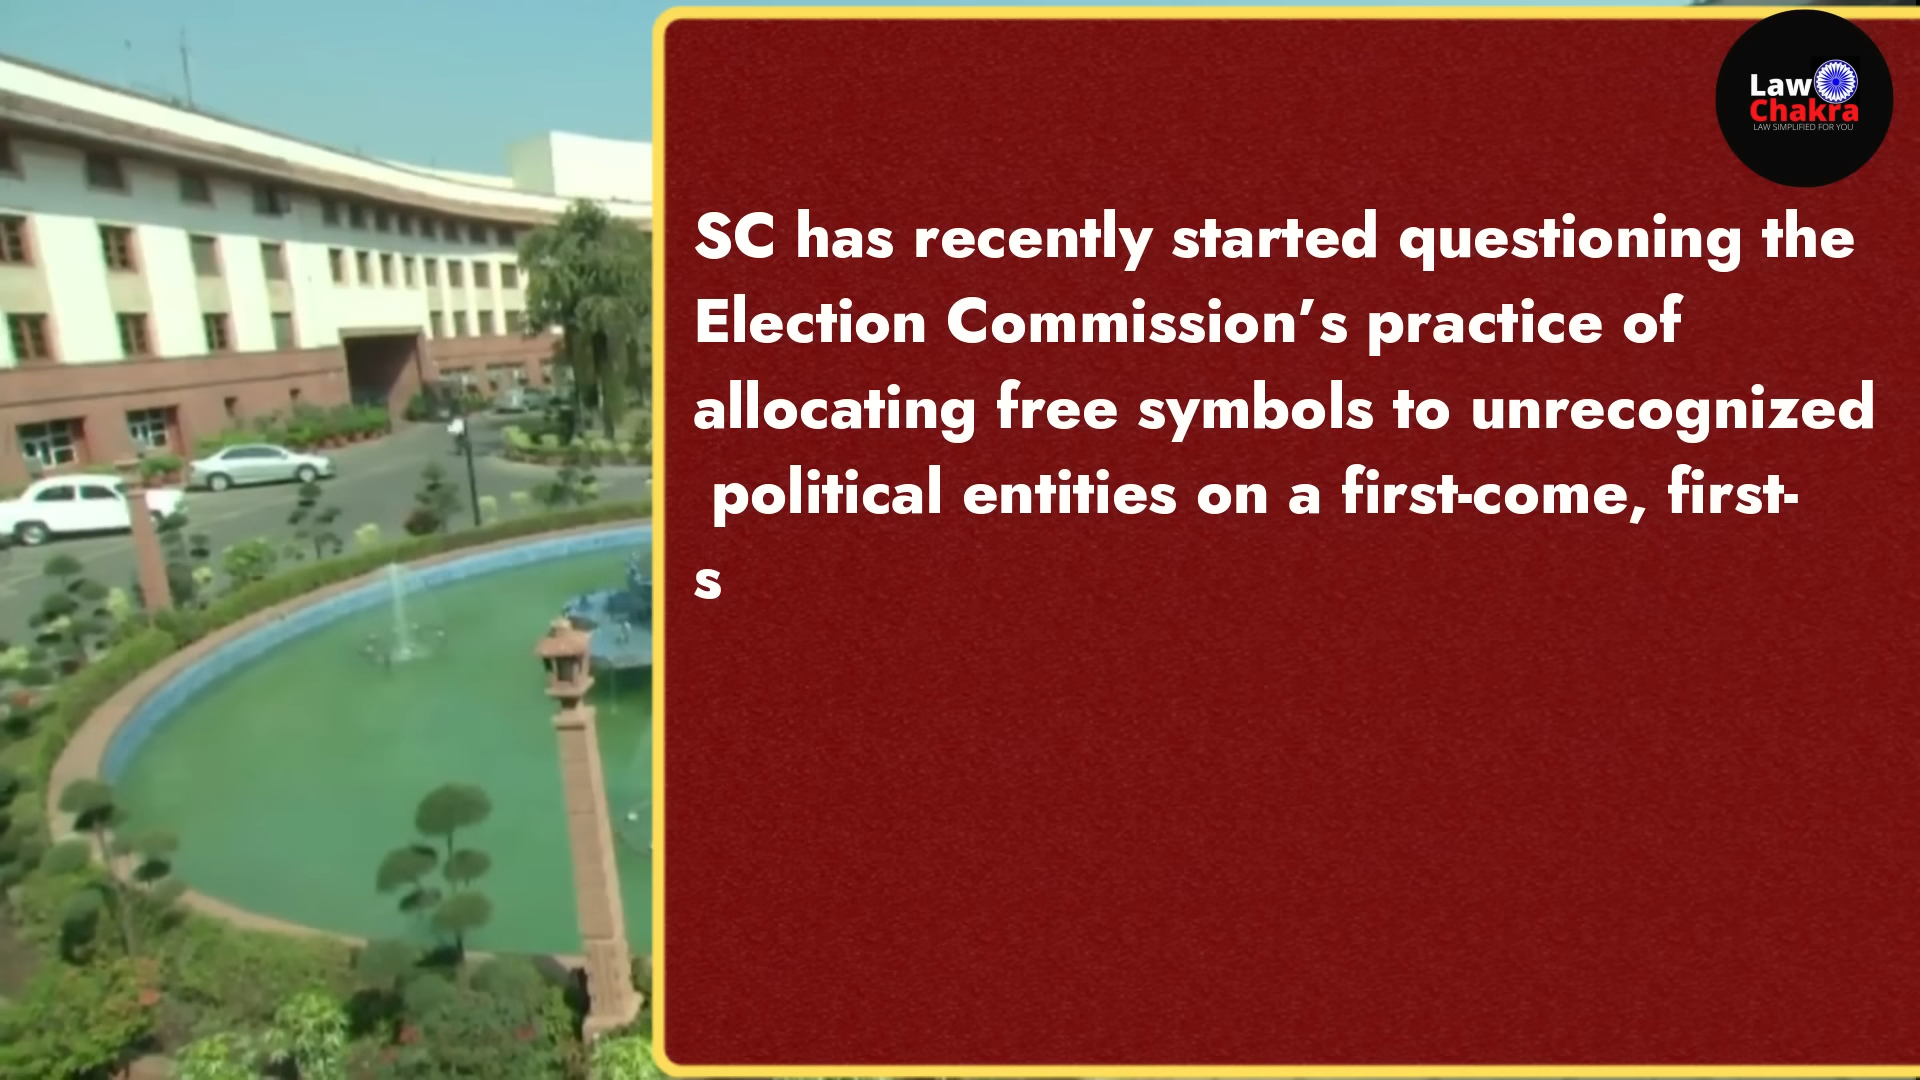 Law
Chakra
LAW SIMPLIFIED FOR YOU
SC has recently started questioning the
Election Commission’s practice of
allocating free symbols to unrecognized
political entities on a first-come, first-
s